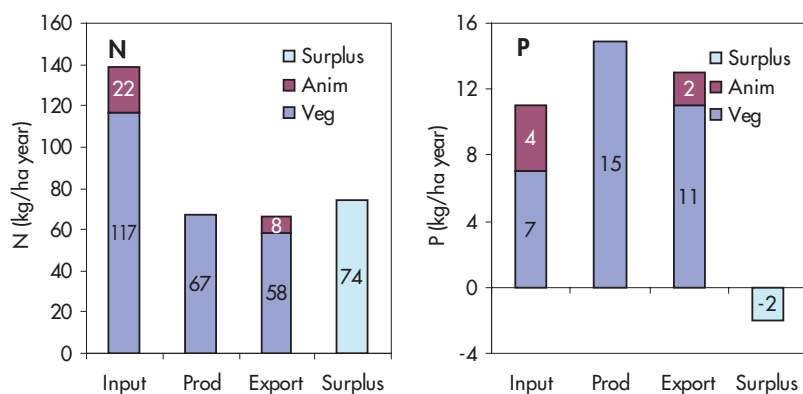 N
N (kg/ha year)
160
140
120
100
80
60
40
20
0
Surplus
Anim
Veg
22
117
67
8
58
74
Input Prod Export Surplus
P
P (kg/ha year)
16
12
8
4
0
-4
Surplus
Anim
Veg
4
7
15
2
11
-2
Input Prod Export Surplus